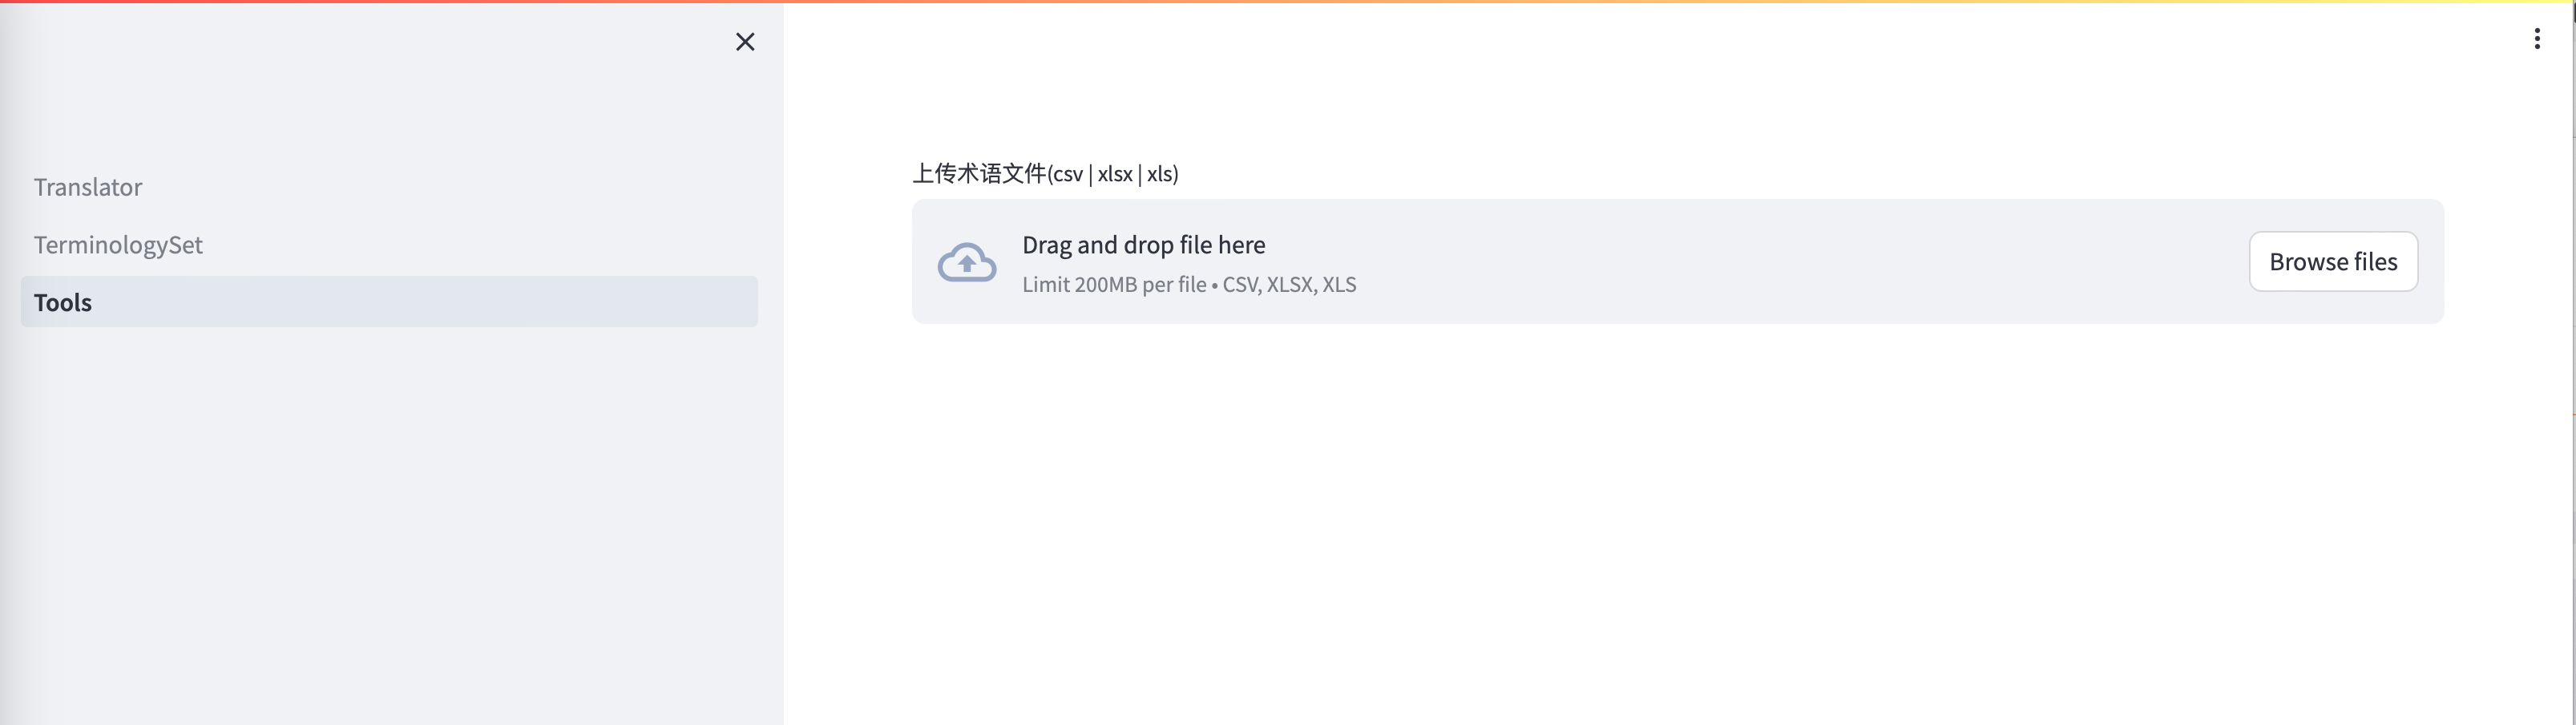 Translator
TerminologySet
Tools
上传术语文件(csv | xlsx | xls)
Drag and drop file here
Limit 200MB per file • CSV, XLSX, XLS
Browse files